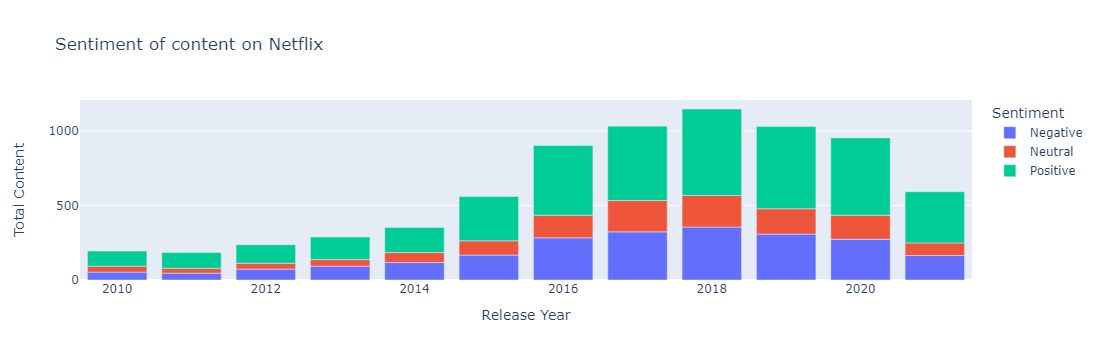 Sentiment of content on Netflix
Total Content
1000
500
0
2010
2012
2014
2016
2018
2020
Release Year
Sentiment
Negative
Neutral
Positive